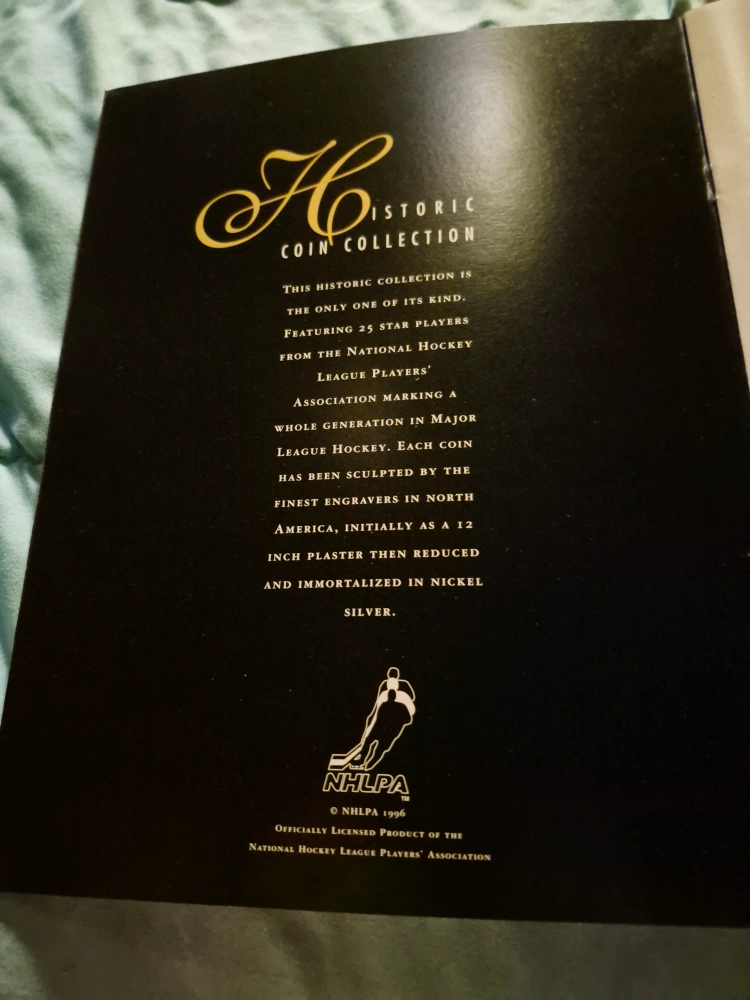 HISTORIC
COIN COLLECTION
THIS HISTORIC COLLECTION IS
THE ONLY ONE OF ITS KIND.
FEATURING 25 STAR PLAYERS
FROM THE NATIONAL HOCKEY
LEAGUE PLAYERS'
ASSOCIATION MARKING A
WHOLE GENERATION IN MAJOR
LEAGUE HOCKEY. EACH COIN
HAS BEEN SCULPTED BY THE
FINEST ENGRAVERS IN NORTH
AMERICA, INITIALLY AS A 12
INCH PLASTER THEN REDUCED
AND IMMORTALIZED IN NICKEL
SILVER.
NHLPA™
© NHLPA 1996
OFFICIALLY LICENSED PRODUCT OF THE
NATIONAL HOCKEY LEAGUE PLAYERS' ASSOCIATION